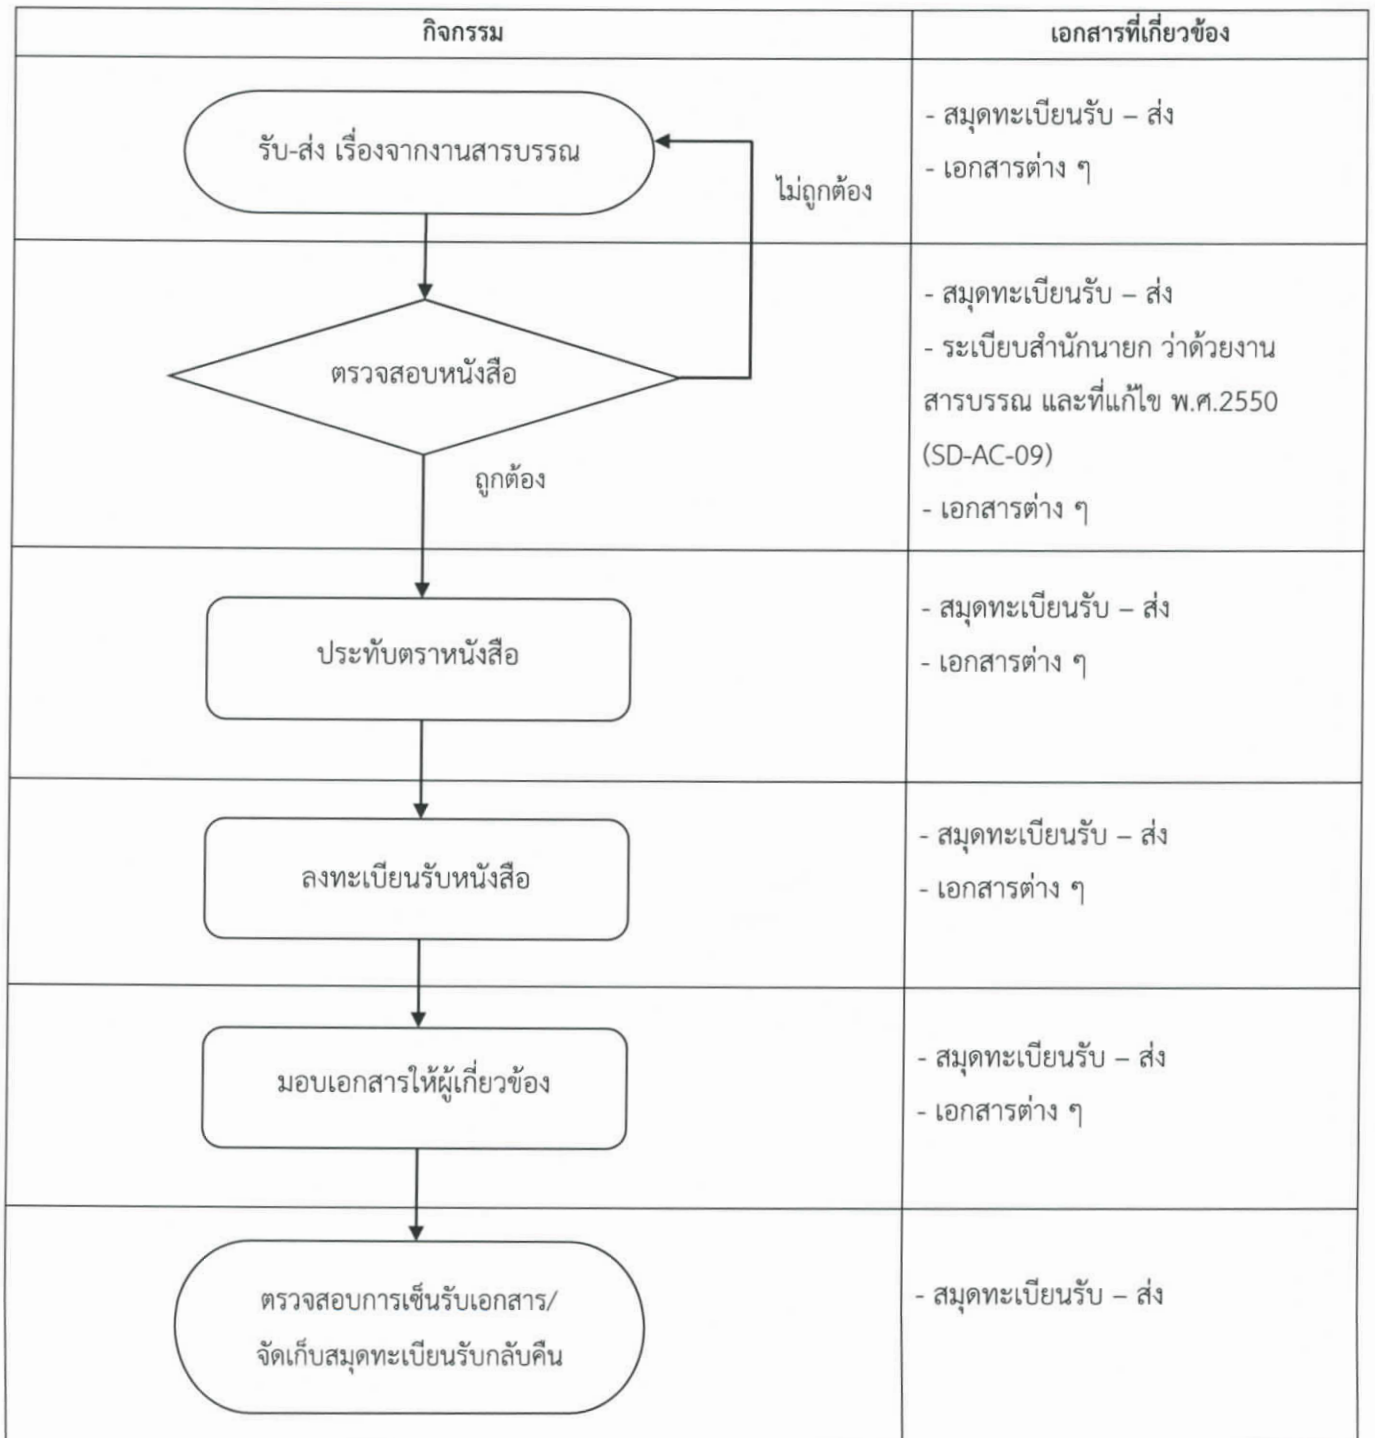 กิจกรรม
เอกสารที่เกี่ยวข้อง
รับ-ส่ง เรื่องจากงานสารบรรณ
ไม่ถูกต้อง
- สมุดทะเบียนรับ – ส่ง
- เอกสารต่าง ๆ
ตรวจสอบหนังสือ
ถูกต้อง
- สมุดทะเบียนรับ – ส่ง
- ระเบียบสำนักนายก ว่าด้วยงาน
สารบรรณ และที่แก้ไข พ.ศ.2550
(SD-AC-09)
- เอกสารต่าง ๆ
ประทับตราหนังสือ
- สมุดทะเบียนรับ – ส่ง
- เอกสารต่าง ๆ
ลงทะเบียนรับหนังสือ
- สมุดทะเบียนรับ – ส่ง
- เอกสารต่าง ๆ
มอบเอกสารให้ผู้เกี่ยวข้อง
- สมุดทะเบียนรับ – ส่ง
- เอกสารต่าง ๆ
ตรวจสอบการเซ็นรับเอกสาร/
จัดเก็บสมุดทะเบียนรับกลับคืน
- สมุดทะเบียนรับ – ส่ง